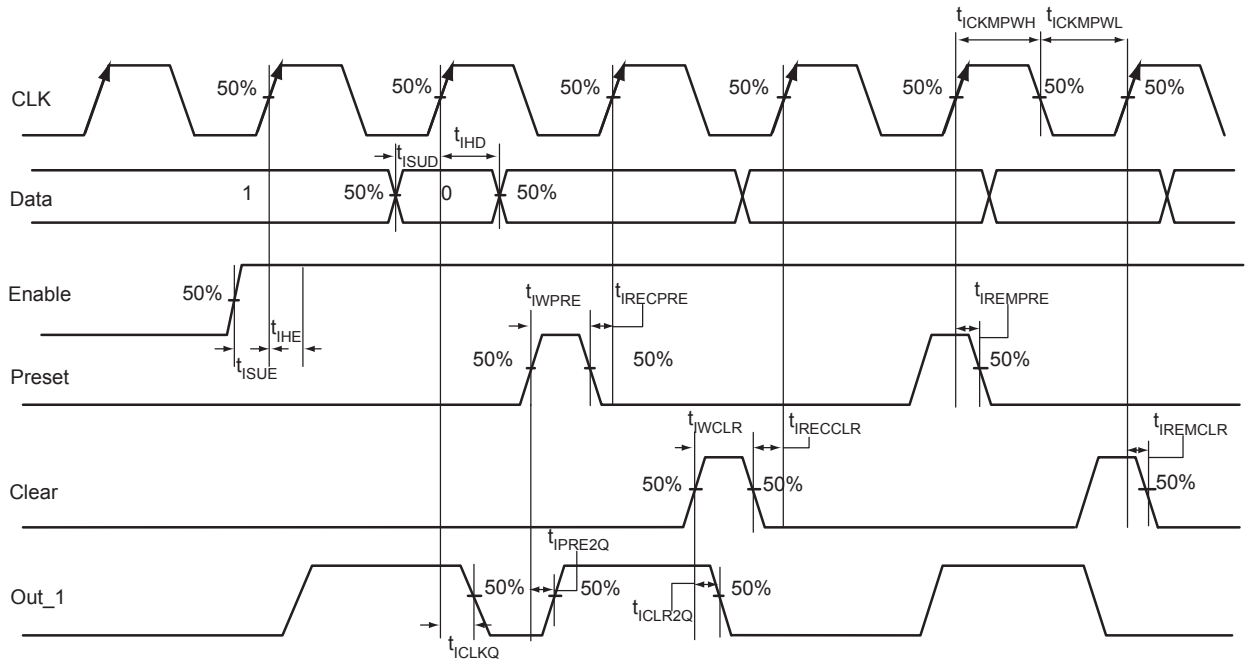 tICKMPWH tICKMPWL
CLK 50% 50% 50% 50% 50% 50% 50%
tISUD tIHD
Data 1 50% 0 50%
Enable 50% tIHE tISUE
tIWPRE tIRECPRE tIREMPRE
Preset 50% 50% 50%
tIWCLR tIRECCLR tIREMCLR
Clear 50% 50% 50%
tIPRE2Q
Out_1 50% 50% tICLR2Q 50%
tICLKQ